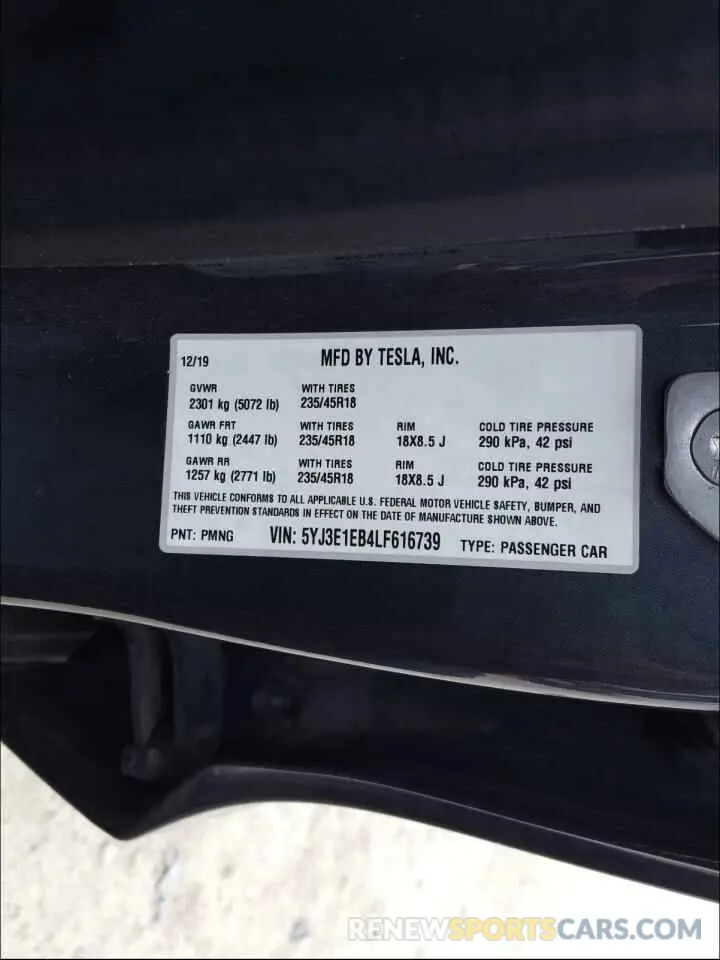 12/19 MFD BY TESLA, INC.
GVWR WITH TIRES
2301 kg (5072 lb) 235/45R18
GAWR FRT WITH TIRES RIM COLD TIRE PRESSURE
1110 kg (2447 lb) 235/45R18 18X8.5 J 290 kPa, 42 psi
GAWR RR WITH TIRES RIM COLD TIRE PRESSURE
1257 kg (2771 lb) 235/45R18 18X8.5 J 290 kPa, 42 psi
THIS VEHICLE CONFORMS TO ALL APPLICABLE U.S. FEDERAL MOTOR VEHICLE SAFETY, BUMPER, AND
THEFT PREVENTION STANDARDS IN EFFECT ON THE DATE OF MANUFACTURE SHOWN ABOVE.
PNT: PMNG VIN: 5YJ3E1EB4LF616739 TYPE: PASSENGER CAR
RENEWSPORTSCARS.COM